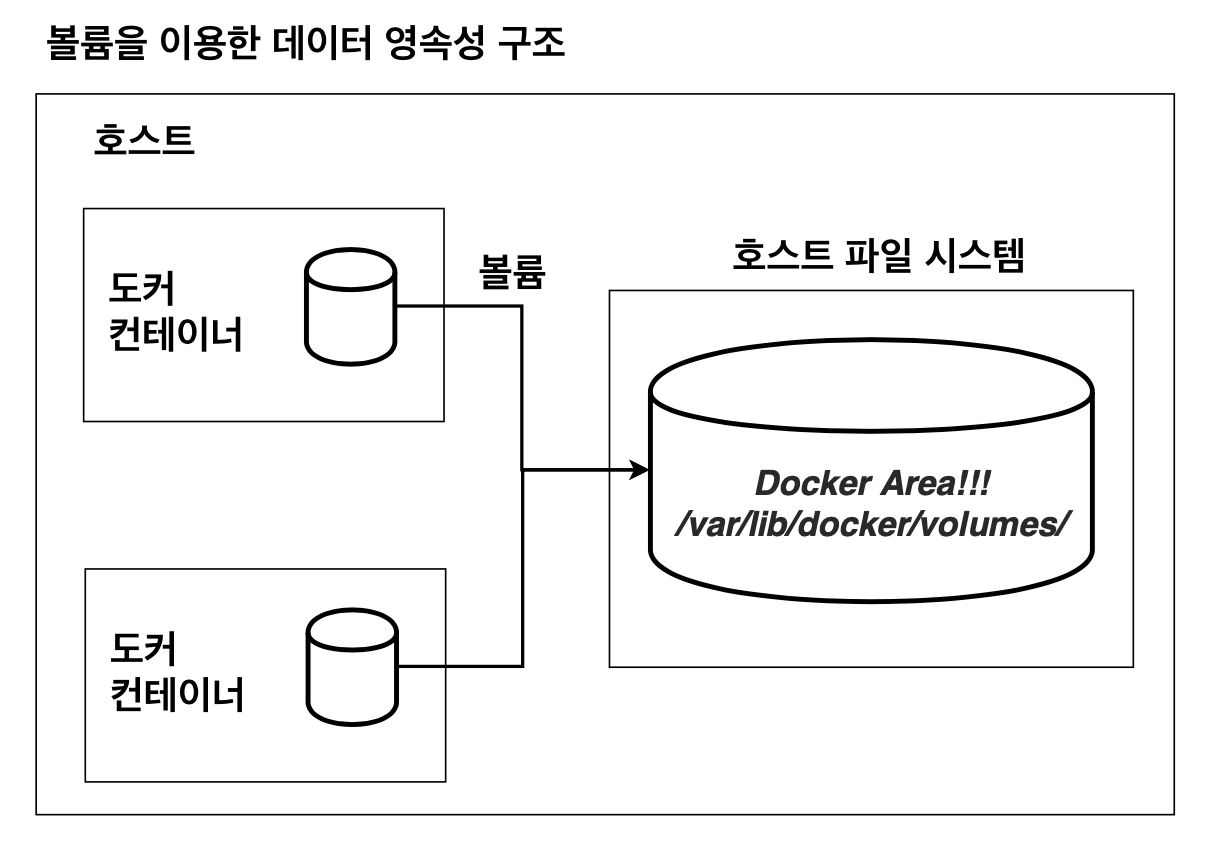 볼륨을 이용한 데이터 영속성 구조
호스트
도커
컨테이너
볼륨
호스트 파일 시스템
Docker Area!!!
/var/lib/docker/volumes/
도커
컨테이너